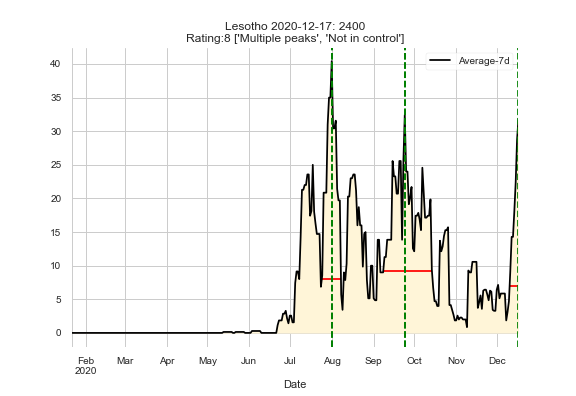 Lesotho 2020-12-17: 2400
Rating:8 ['Multiple peaks', 'Not in control']
Average-7d
40
35
30
25
20
15
10
5
0
Feb Mar Apr May Jun Jul Aug Sep Oct Nov Dec
2020
Date